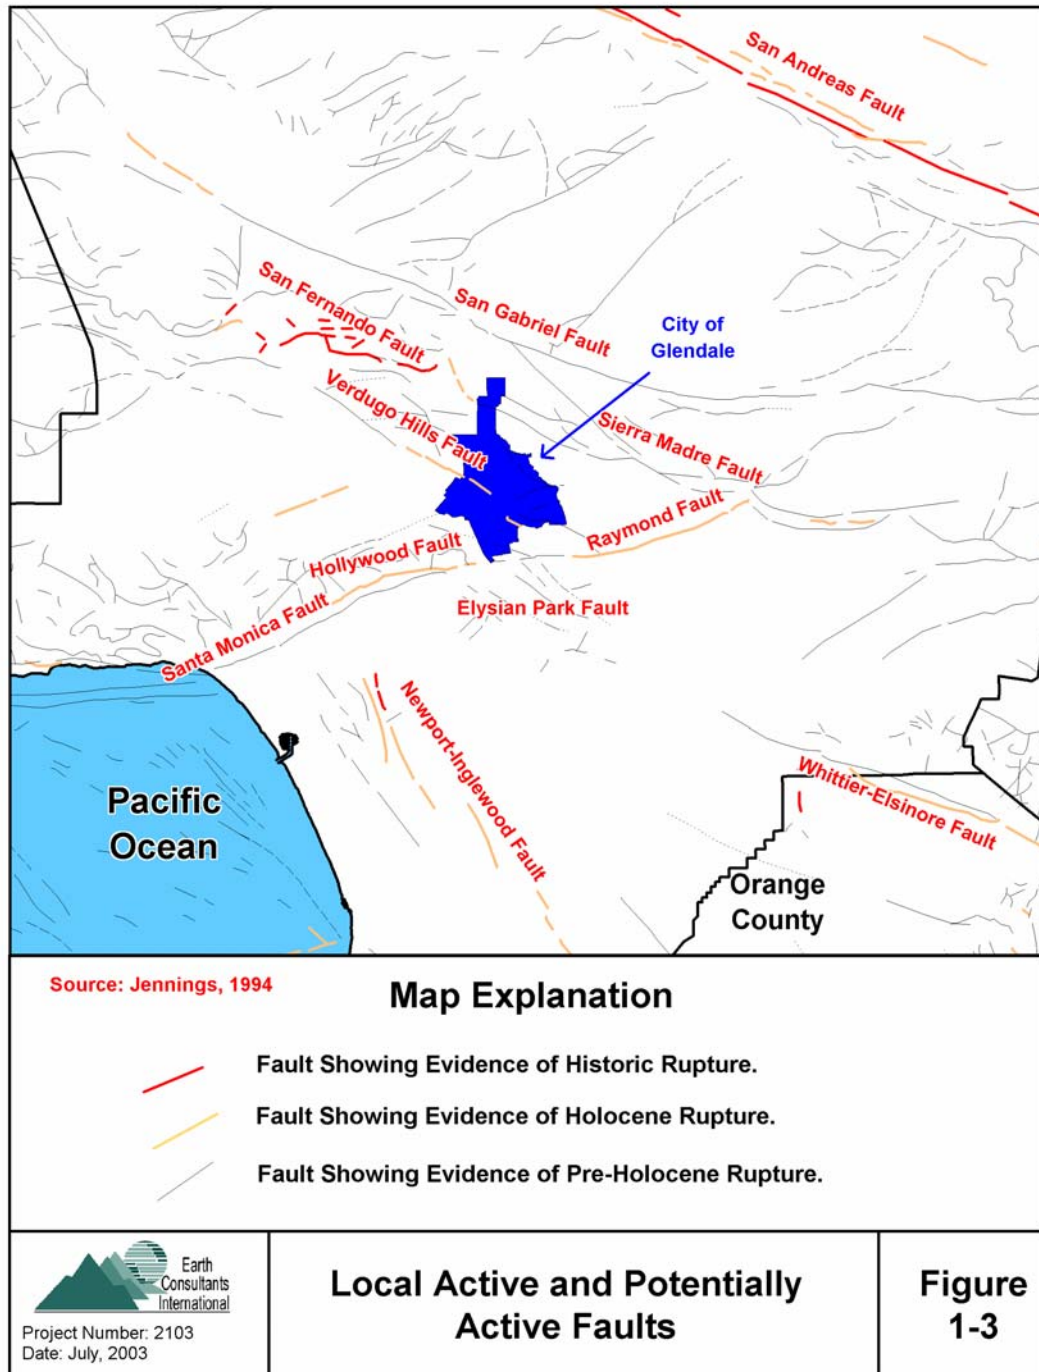 San Andreas Fault
San Fernando Fault
San Gabriel Fault
City of
Glendale
Verdugo Hills Fault
Sierra Madre Fault
Raymond Fault
Hollywood Fault
Elysian Park Fault
Santa Monica Fault
Newport-Inglewood Fault
Whittier-Elsinore Fault
Pacific
Ocean
Orange
County
Source: Jennings, 1994
Map Explanation
Fault Showing Evidence of Historic Rupture.
Fault Showing Evidence of Holocene Rupture.
Fault Showing Evidence of Pre-Holocene Rupture.
Earth
Consultants
International
Project Number: 2103
Date: July, 2003
Local Active and Potentially
Active Faults
Figure
1-3